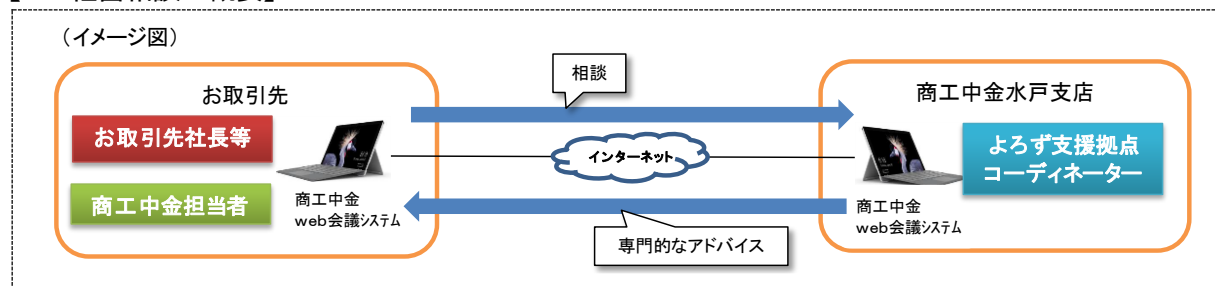 （イメージ図）
相談
お取引先
商工中金水戸支店
お取引先社長等
商工中金担当者
インターネット
よろず支援拠点
コーディネーター
商工中金
web会議システム
商工中金
web会議システム
専門的なアドバイス